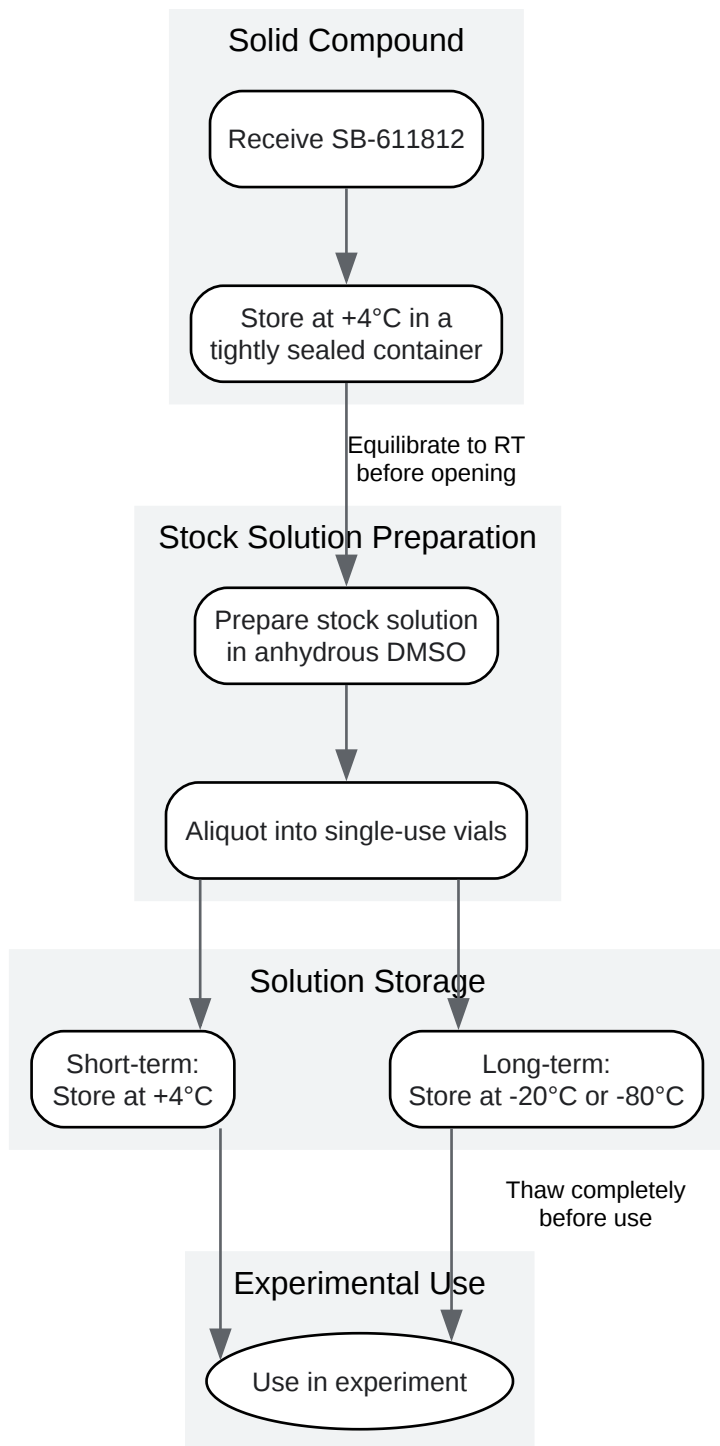 Solid Compound
Receive SB-611812
Store at +4°C in a
tightly sealed container
Equilibrate to RT
before opening
Stock Solution Preparation
Prepare stock solution
in anhydrous DMSO
Aliquot into single-use vials
Solution Storage
Short-term:
Store at +4°C
Long-term:
Store at -20°C or -80°C
Thaw completely
before use
Experimental Use
Use in experiment